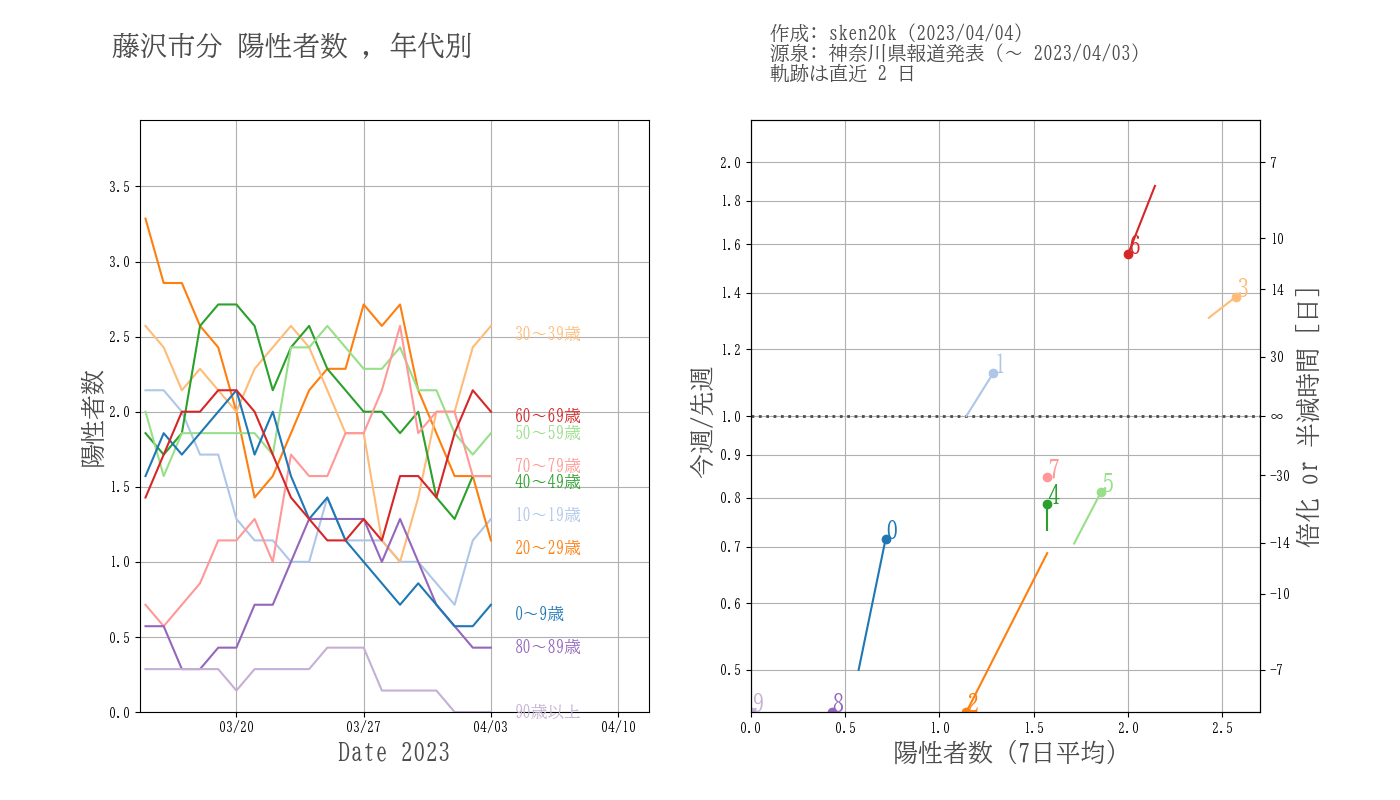 藤沢市分 陽性者数 , 年代別
作成: sken20k (2023/04/04)
源泉: 神奈川県報道発表 (～ 2023/04/03)
軌跡は直近 2 日
陽性者数
3.5
3.0
2.5
2.0
1.5
1.0
0.5
0.0
03/20
03/27
04/03
04/10
Date 2023
30～39歳
60～69歳
50～59歳
70～79歳
40～49歳
10～19歳
20～29歳
0～9歳
80～89歳
90歳以上
今週/先週
2.0
1.8
1.6
1.4
1.2
1.0
0.9
0.8
0.7
0.6
0.5
6
3
1
7
4
5
0
2
8
9
0.0
0.5
1.0
1.5
2.0
2.5
陽性者数 (7日平均)
7
10
14
30
∞
−30
−14
−10
−7
倍化 or 半減時間 [日]